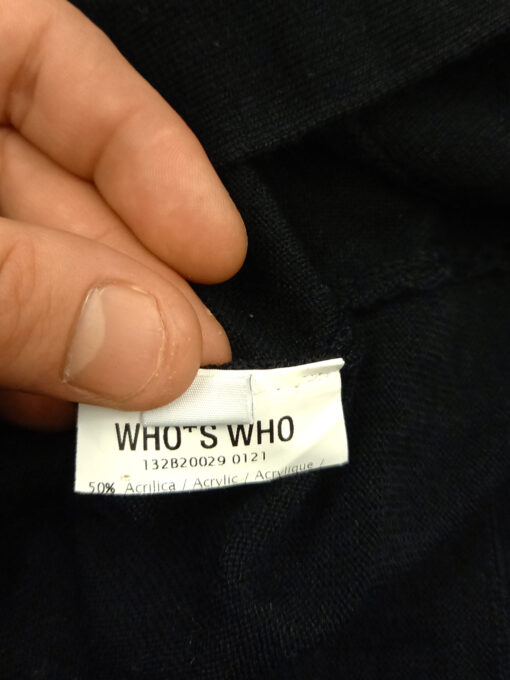 WHO+S WHO
132B20029 0121
50% Acrilica / Acrylic / Acrylique /